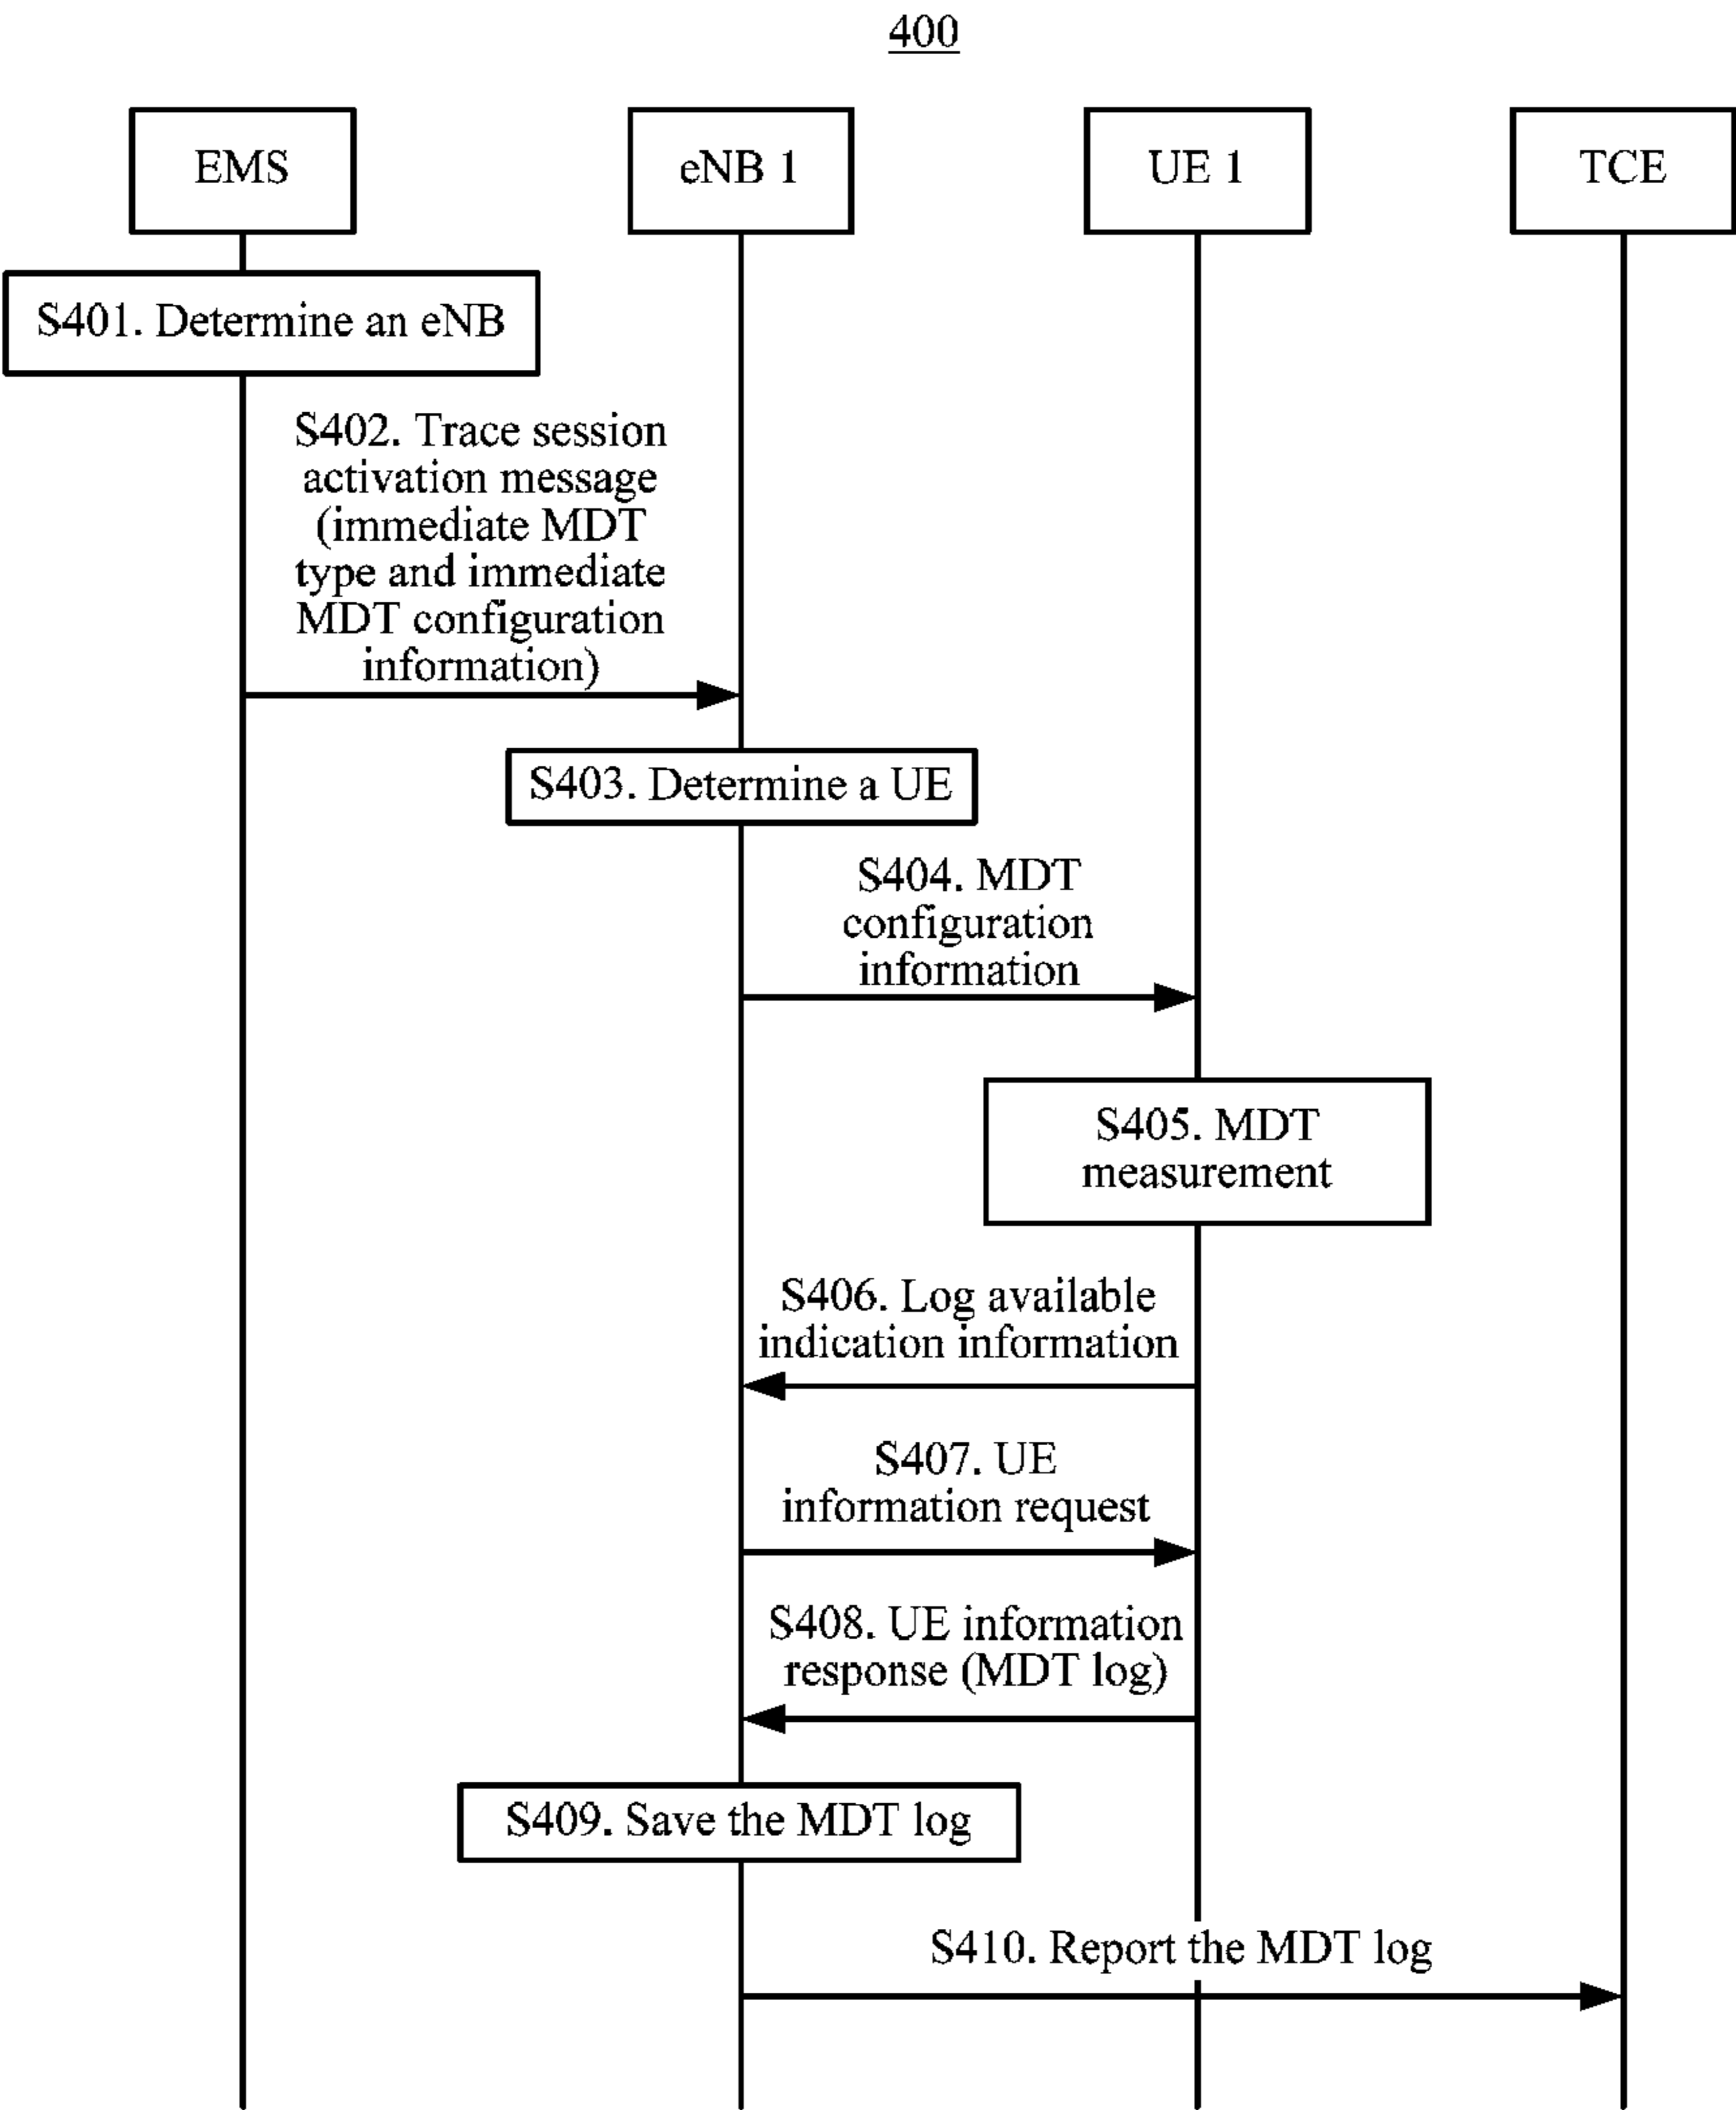 400
EMS
eNB 1
UE 1
TCE
S401. Determine an eNB
S402. Trace session
activation message
(immediate MDT
type and immediate
MDT configuration
information)
S403. Determine a UE
S404. MDT
configuration
information
S405. MDT
measurement
S406. Log available
indication information
S407. UE
information request
S408. UE information
response (MDT log)
S409. Save the MDT log
S410. Report the MDT log